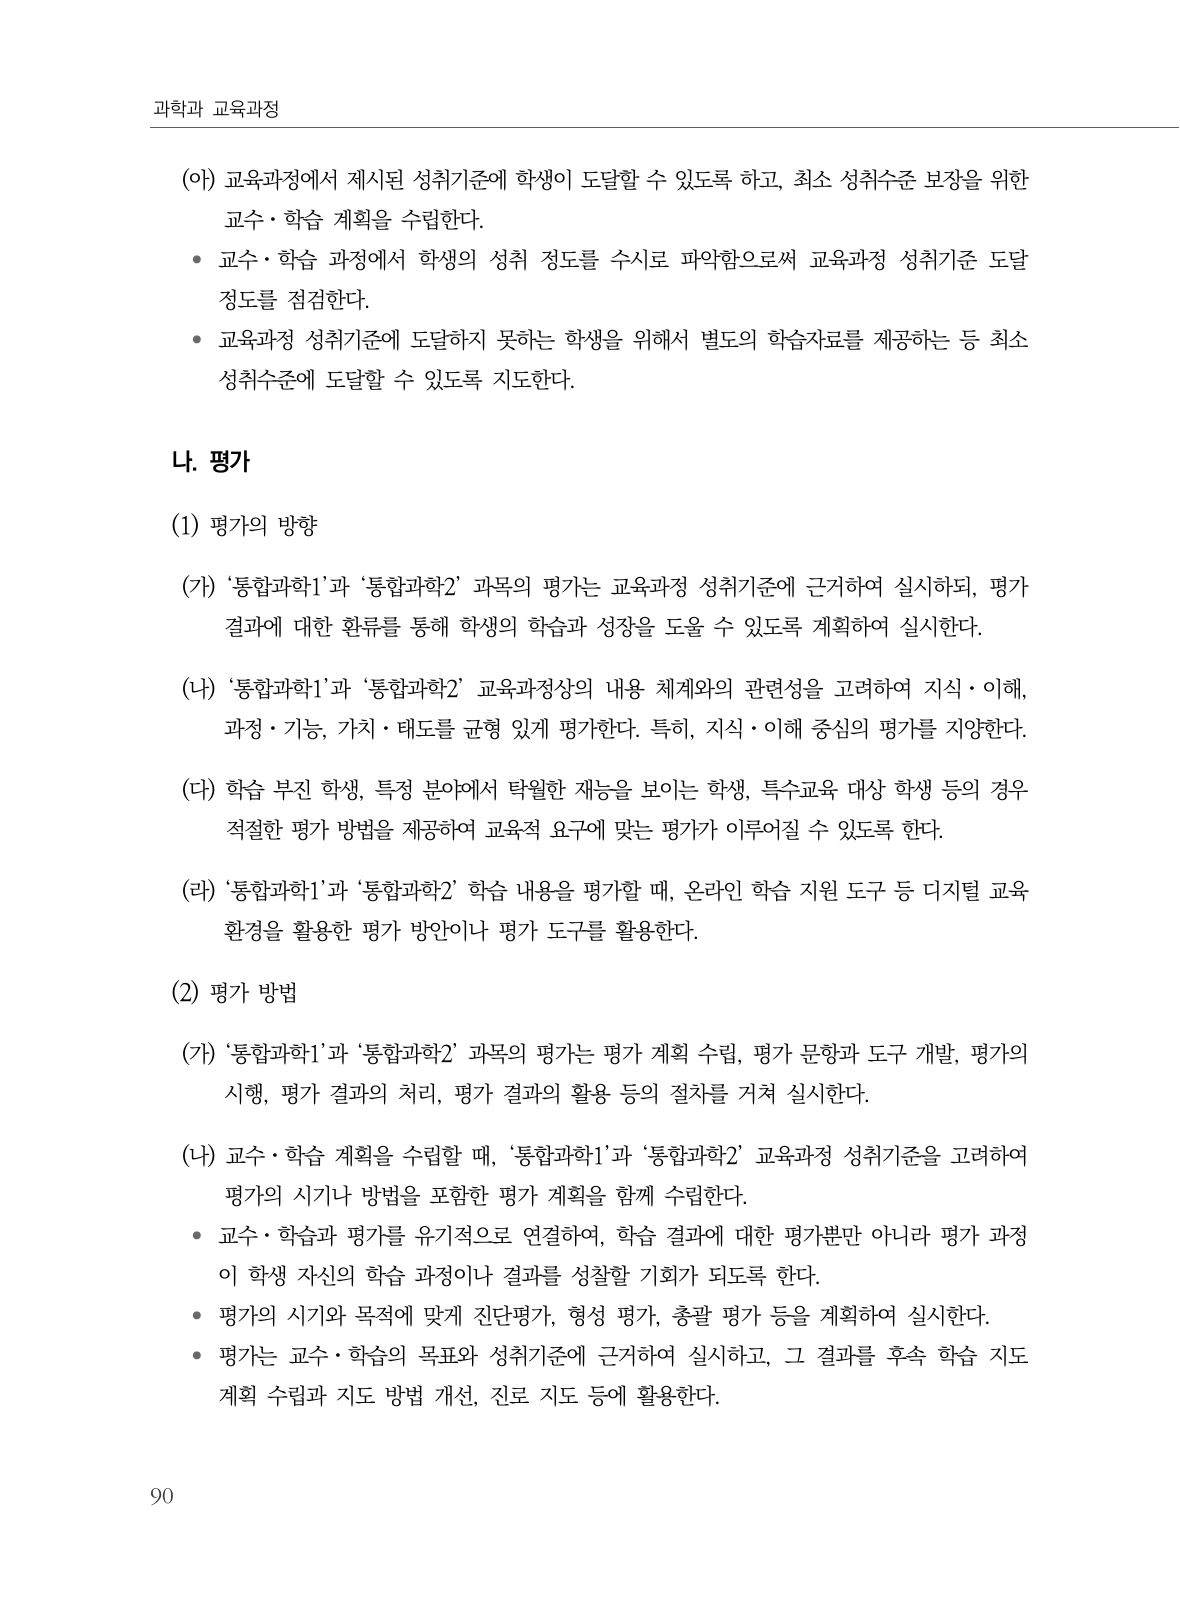 과학과 교육과정
(아) 교육과정에서 제시된 성취기준에 학생이 도달할 수 있도록 하고, 최소 성취수준 보장을 위한
교수·학습 계획을 수립한다.
● 교수·학습 과정에서 학생의 성취 정도를 수시로 파악함으로써 교육과정 성취기준 도달
정도를 점검한다.
● 교육과정 성취기준에 도달하지 못하는 학생을 위해서 별도의 학습자료를 제공하는 등 최소
성취수준에 도달할 수 있도록 지도한다.
나. 평가
(1) 평가의 방향
(가) ‘통합과학1’과 ‘통합과학2’ 과목의 평가는 교육과정 성취기준에 근거하여 실시하되, 평가
결과에 대한 환류를 통해 학생의 학습과 성장을 도울 수 있도록 계획하여 실시한다.
(나) ‘통합과학1’과 ‘통합과학2’ 교육과정상의 내용 체계와의 관련성을 고려하여 지식·이해,
과정·기능, 가치·태도를 균형 있게 평가한다. 특히, 지식·이해 중심의 평가를 지양한다.
(다) 학습 부진 학생, 특정 분야에서 탁월한 재능을 보이는 학생, 특수교육 대상 학생 등의 경우
적절한 평가 방법을 제공하여 교육적 요구에 맞는 평가가 이루어질 수 있도록 한다.
(라) ‘통합과학1’과 ‘통합과학2’ 학습 내용을 평가할 때, 온라인 학습 지원 도구 등 디지털 교육
환경을 활용한 평가 방안이나 평가 도구를 활용한다.
(2) 평가 방법
(가) ‘통합과학1’과 ‘통합과학2’ 과목의 평가는 평가 계획 수립, 평가 문항과 도구 개발, 평가의
시행, 평가 결과의 처리, 평가 결과의 활용 등의 절차를 거쳐 실시한다.
(나) 교수·학습 계획을 수립할 때, ‘통합과학1’과 ‘통합과학2’ 교육과정 성취기준을 고려하여
평가의 시기나 방법을 포함한 평가 계획을 함께 수립한다.
● 교수·학습과 평가를 유기적으로 연결하여, 학습 결과에 대한 평가뿐만 아니라 평가 과정
이 학생 자신의 학습 과정이나 결과를 성찰할 기회가 되도록 한다.
● 평가의 시기와 목적에 맞게 진단평가, 형성 평가, 총괄 평가 등을 계획하여 실시한다.
● 평가는 교수·학습의 목표와 성취기준에 근거하여 실시하고, 그 결과를 후속 학습 지도
계획 수립과 지도 방법 개선, 진로 지도 등에 활용한다.
90